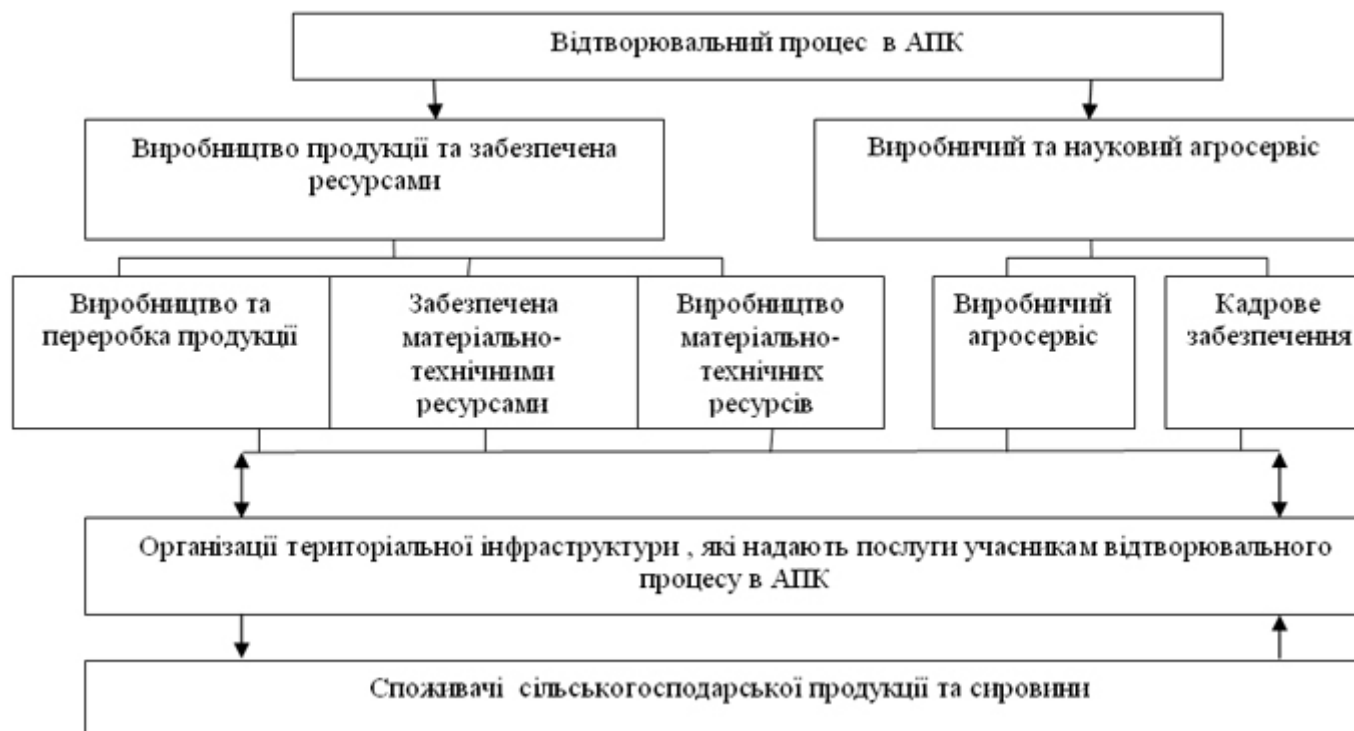 Відтворювальний процес в АПК
Виробництво продукції та забезпечена
ресурсами
Виробничий та науковий агросервіс
Виробництво та
переробка продукції
Забезпечена
матеріально-
технічними
ресурсами
Виробництво
матеріально-
технічних
ресурсів
Виробничий
агросервіс
Кадрове
забезпечення
Організації територіальної інфраструктури , які надають послуги учасникам відтворювального
процесу в АПК
Споживачі сільськогосподарської продукції та сировини